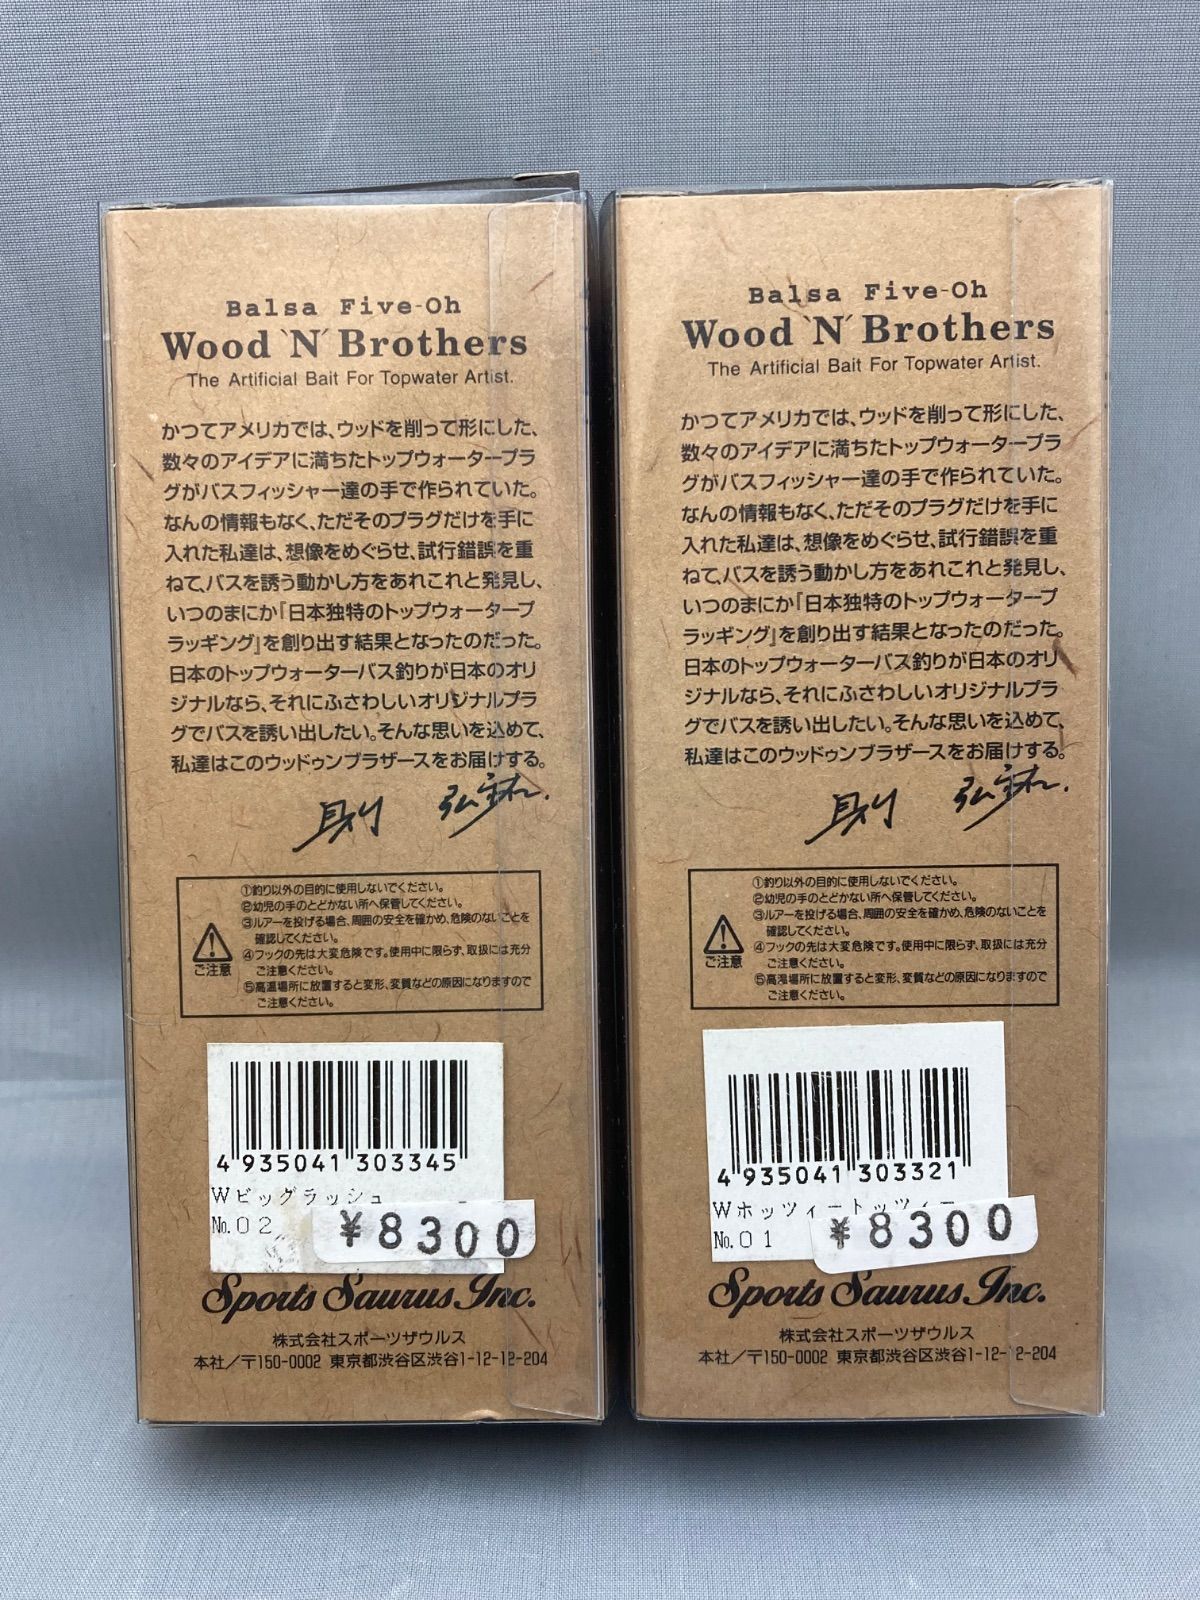 Balsa Five-Oh
Wood `N´ Brothers
The Artificial Bait For Topwater Artist.
かつてアメリカでは、ウッドを削って形にした、
数々のアイデアに満ちたトップウォータープラ
グがバスフィッシャー達の手で作られていた。
なんの情報もなく、ただそのプラグだけを手に
入れた私達は、想像をめぐらせ、試行錯誤を重
ねて、バスを誘う動かし方をあれこれと発見し、
いつのまにか『日本独特のトップウォータープ
ラッギング』を創り出す結果となったのだった。
日本のトップウォーターバス釣りが日本のオリ
ジナルなら、それにふさわしいオリジナルプラ
グでバスを誘い出したい。そんな思いを込めて、
私達はこのウッドゥンブラザースをお届けする。
ご注意
①釣り以外の目的に使用しないでください。
②幼児の手のとどかない所へ保管してください。
③ルアーを投げる場合、周囲の安全を確かめ、危険のないことを
確認してください。
④フックの先は大変危険です。使用中に限らず、取扱には充分
ご注意ください。
⑤高温場所に放置すると変形、変質などの原因になりますので
ご注意ください。
4 935041 303345
Wビッグラッシュ
No.02
¥8300
Sports Saurus Inc.
株式会社スポーツザウルス
本社／〒150-0002 東京都渋谷区渋谷1-12-12-204
Balsa Five-Oh
Wood `N´ Brothers
The Artificial Bait For Topwater Artist.
かつてアメリカでは、ウッドを削って形にした、
数々のアイデアに満ちたトップウォータープラ
グがバスフィッシャー達の手で作られていた。
なんの情報もなく、ただそのプラグだけを手に
入れた私達は、想像をめぐらせ、試行錯誤を重
ねて、バスを誘う動かし方をあれこれと発見し、
いつのまにか『日本独特のトップウォータープ
ラッギング』を創り出す結果となったのだった。
日本のトップウォーターバス釣りが日本のオリ
ジナルなら、それにふさわしいオリジナルプラ
グでバスを誘い出したい。そんな思いを込めて、
私達はこのウッドゥンブラザースをお届けする。
ご注意
①釣り以外の目的に使用しないでください。
②幼児の手のとどかない所へ保管してください。
③ルアーを投げる場合、周囲の安全を確かめ、危険のないことを
確認してください。
④フックの先は大変危険です。使用中に限らず、取扱には充分
ご注意ください。
⑤高温場所に放置すると変形、変質などの原因になりますので
ご注意ください。
4 935041 303321
Wホッツィートッツィー
No.01
¥8300
Sports Saurus Inc.
株式会社スポーツザウルス
本社／〒150-0002 東京都渋谷区渋谷1-12-12-204